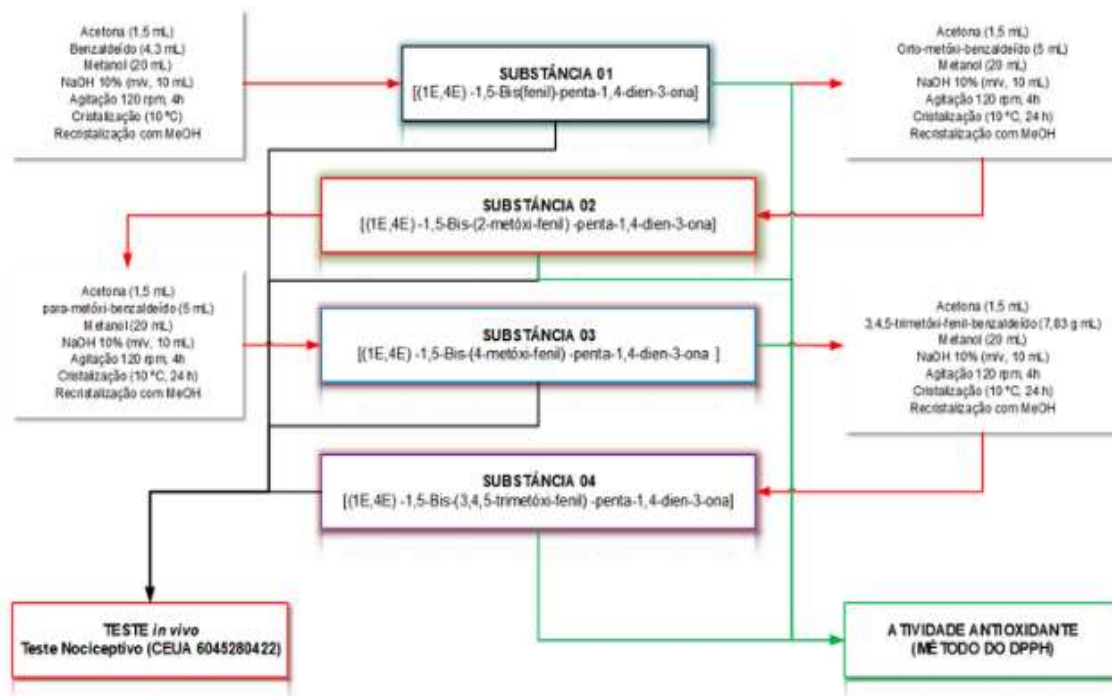 Acetona (1,5 mL)
Benzaldeído (4,3 mL)
Metanol (20 mL)
NaOH 10% (m/v, 10 mL)
Agitação 120 rpm, 4h
Cristalização (10 ºC)
Recristalização com MeOH
SUBSTÂNCIA 01
[(1E,4E) -1,5-Bis(fenil)-penta-1,4-dien-3-ona]
Acetona (1,5 mL)
Orto-metóxi-benzaldeído (5 mL)
Metanol (20 mL)
NaOH 10% (m/v, 10 mL)
Agitação 120 rpm, 4h
Cristalização (10 ºC, 24 h)
Recristalização com MeOH
SUBSTÂNCIA 02
[(1E,4E) -1,5-Bis-(2-metóxi-fenil) -penta-1,4-dien-3-ona]
Acetona (1,5 mL)
para-metóxi-benzaldeído (5 mL)
Metanol (20 mL)
NaOH 10% (m/v, 10 mL)
Agitação 120 rpm, 4h
Cristalização (10 ºC, 24 h)
Recristalização com MeOH
SUBSTÂNCIA 03
[(1E,4E) -1,5-Bis-(4-metóxi-fenil) -penta-1,4-dien-3-ona ]
Acetona (1,5 mL)
3,4,5-trimetóxi-fenil-benzaldeído (7,83 g mL)
Metanol (20 mL)
NaOH 10% (m/v, 10 mL)
Agitação 120 rpm, 4h
Cristalização (10 ºC, 24 h)
Recristalização com MeOH
SUBSTÂNCIA 04
[(1E,4E) -1,5-Bis-(3,4,5-trimetóxi-fenil) -penta-1,4-dien-3-ona]
TESTE in vivo
Teste Nociceptivo (CEUA 6045280422)
ATIVIDADE ANTIOXIDANTE
(MÉTODO DO DPPH)